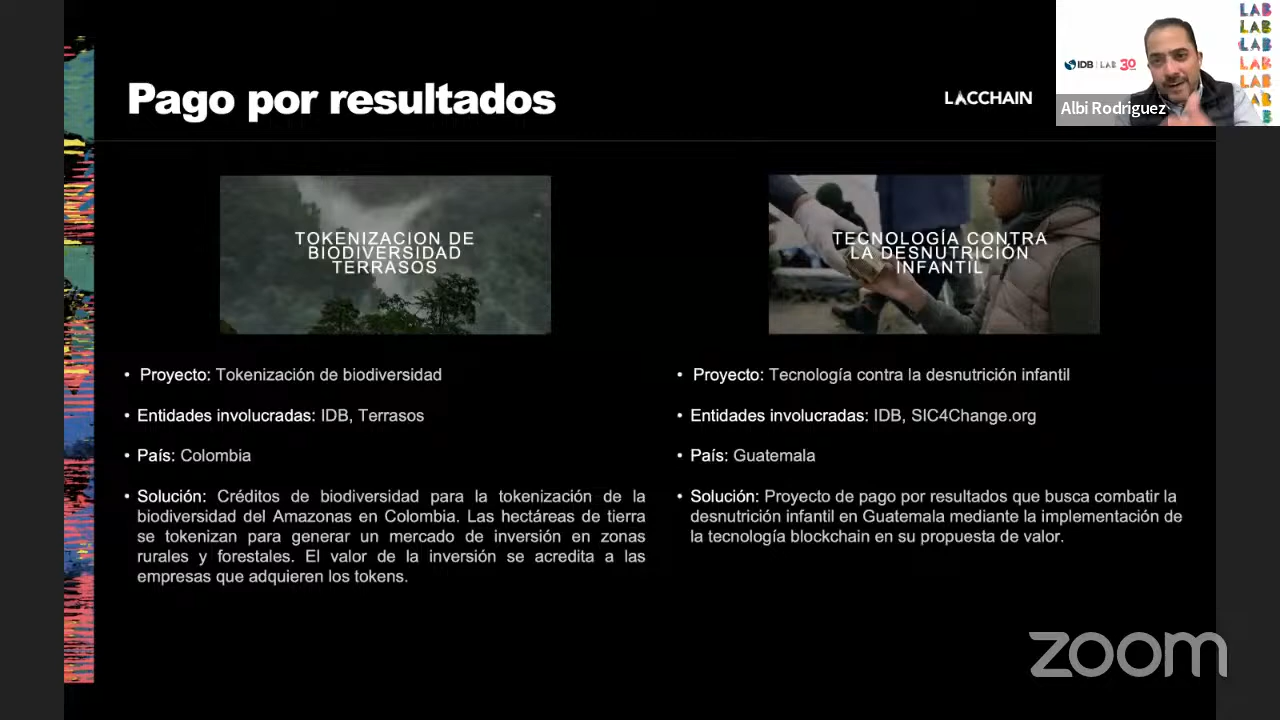 Pago por resultados
LACCHAIN
IDB | LAB 30
LAB
LAB
LAB
LAB
LAB
LAB
Albi Rodriguez
TOKENIZACION DE
BIODIVERSIDAD
TERRASOS
• Proyecto: Tokenización de biodiversidad
• Entidades involucradas: IDB, Terrasos
• País: Colombia
• Solución: Créditos de biodiversidad para la tokenización de la
biodiversidad del Amazonas en Colombia. Las hectáreas de tierra
se tokenizan para generar un mercado de inversión en zonas
rurales y forestales. El valor de la inversión se acredita a las
empresas que adquieren los tokens.
TECNOLOGÍA CONTRA
LA DESNUTRICIÓN
INFANTIL
• Proyecto: Tecnología contra la desnutrición infantil
• Entidades involucradas: IDB, SIC4Change.org
• País: Guatemala
• Solución: Proyecto de pago por resultados que busca combatir la
desnutrición infantil en Guatemala mediante la implementación de
la tecnología blockchain en su propuesta de valor.
zoom